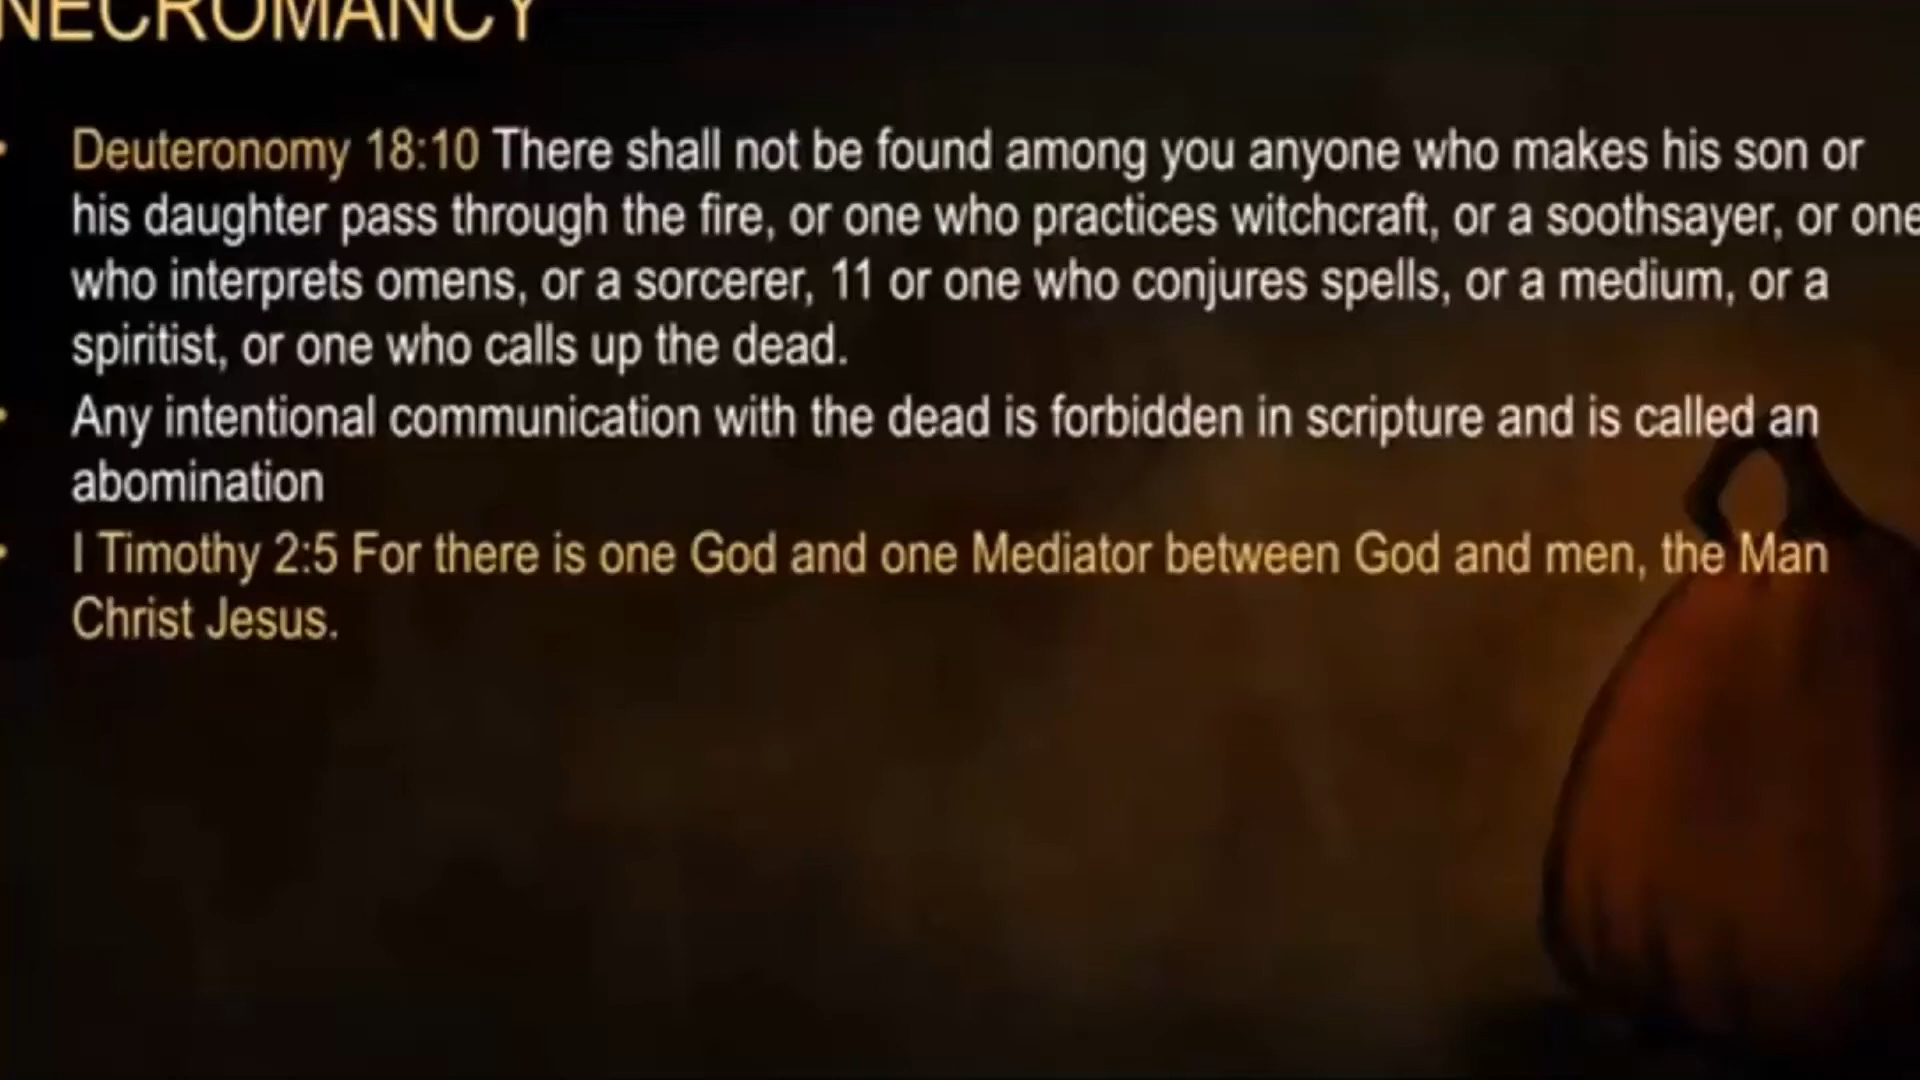 NECROMANCY
• Deuteronomy 18:10 There shall not be found among you anyone who makes his son or
his daughter pass through the fire, or one who practices witchcraft, or a soothsayer, or one
who interprets omens, or a sorcerer, 11 or one who conjures spells, or a medium, or a
spiritist, or one who calls up the dead.
• Any intentional communication with the dead is forbidden in scripture and is called an
abomination
• I Timothy 2:5 For there is one God and one Mediator between God and men, the Man
Christ Jesus.